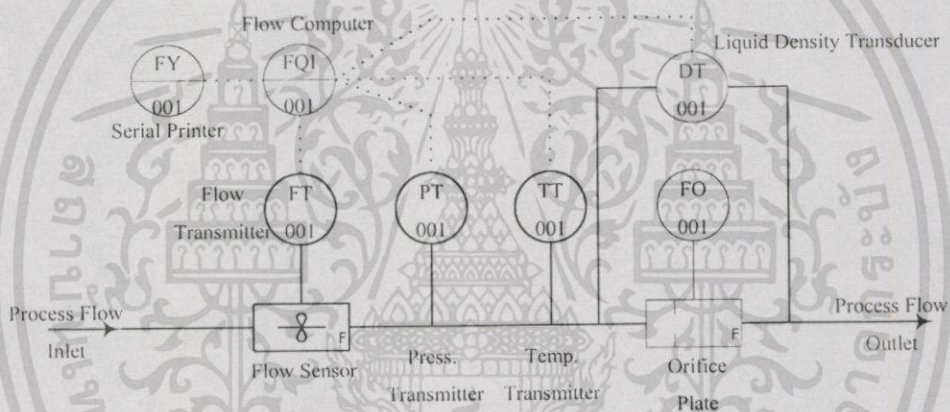 Flow Computer
Liquid Density Transducer
FY
001
FQI
001
DT
001
Serial Printer
Flow
Transmitter
FT
001
PT
001
TT
001
FO
001
Process Flow
Inlet
F
Flow Sensor
Press.
Transmitter
Temp.
Transmitter
F
Orifice
Plate
Process Flow
Outlet